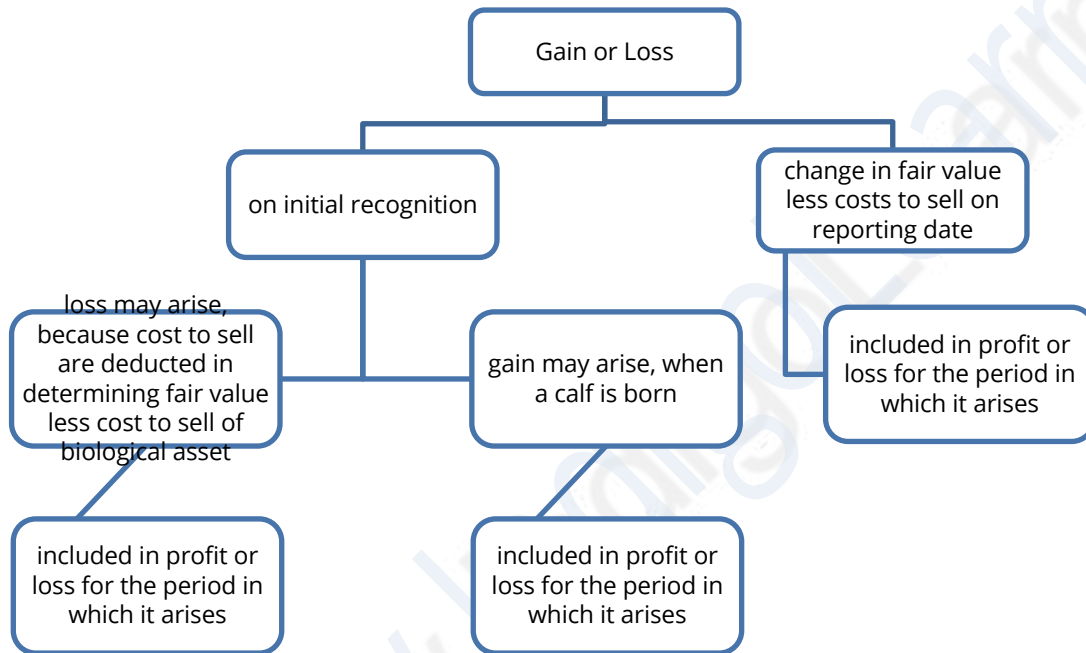 Gain or Loss
on initial recognition
change in fair value
less costs to sell on
reporting date
loss may arise,
because cost to sell
are deducted in
determining fair value
less cost to sell of
biological asset
gain may arise, when
a calf is born
included in profit or
loss for the period in
which it arises
included in profit or
loss for the period in
which it arises
included in profit or
loss for the period in
which it arises